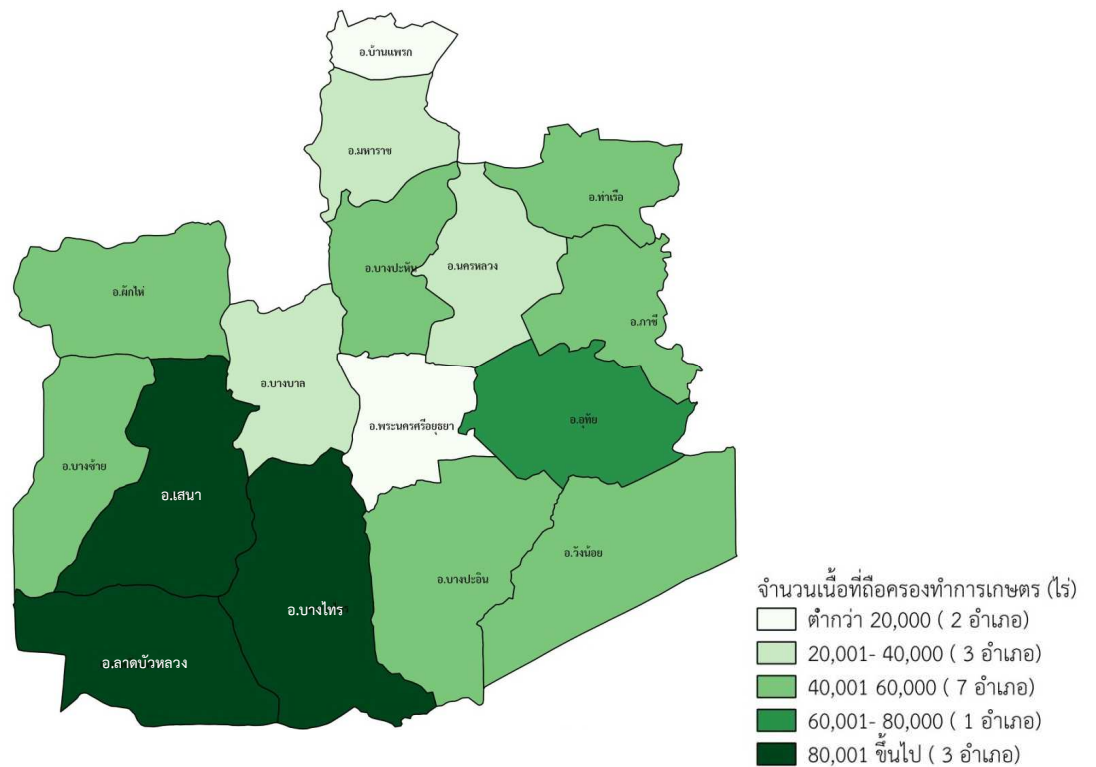 อ.บ้านแพรก
อ.มหาราช
อ.ท่าเรือ
อ.บางปะหัน
อ.นครหลวง
อ.ผักไห่
อ.ภาชี
อ.บางบาล
อ.พระนครศรีอยุธยา
อ.อุทัย
อ.บางซ้าย
อ.เสนา
อ.วังน้อย
อ.บางปะอิน
อ.บางไทร
อ.ลาดบัวหลวง
จำนวนเนื้อที่ถือครองทำการเกษตร (ไร่)
ต่ำกว่า 20,000 ( 2 อำเภอ)
20,001- 40,000 ( 3 อำเภอ)
40,001 60,000 ( 7 อำเภอ)
60,001- 80,000 ( 1 อำเภอ)
80,001 ขึ้นไป ( 3 อำเภอ)